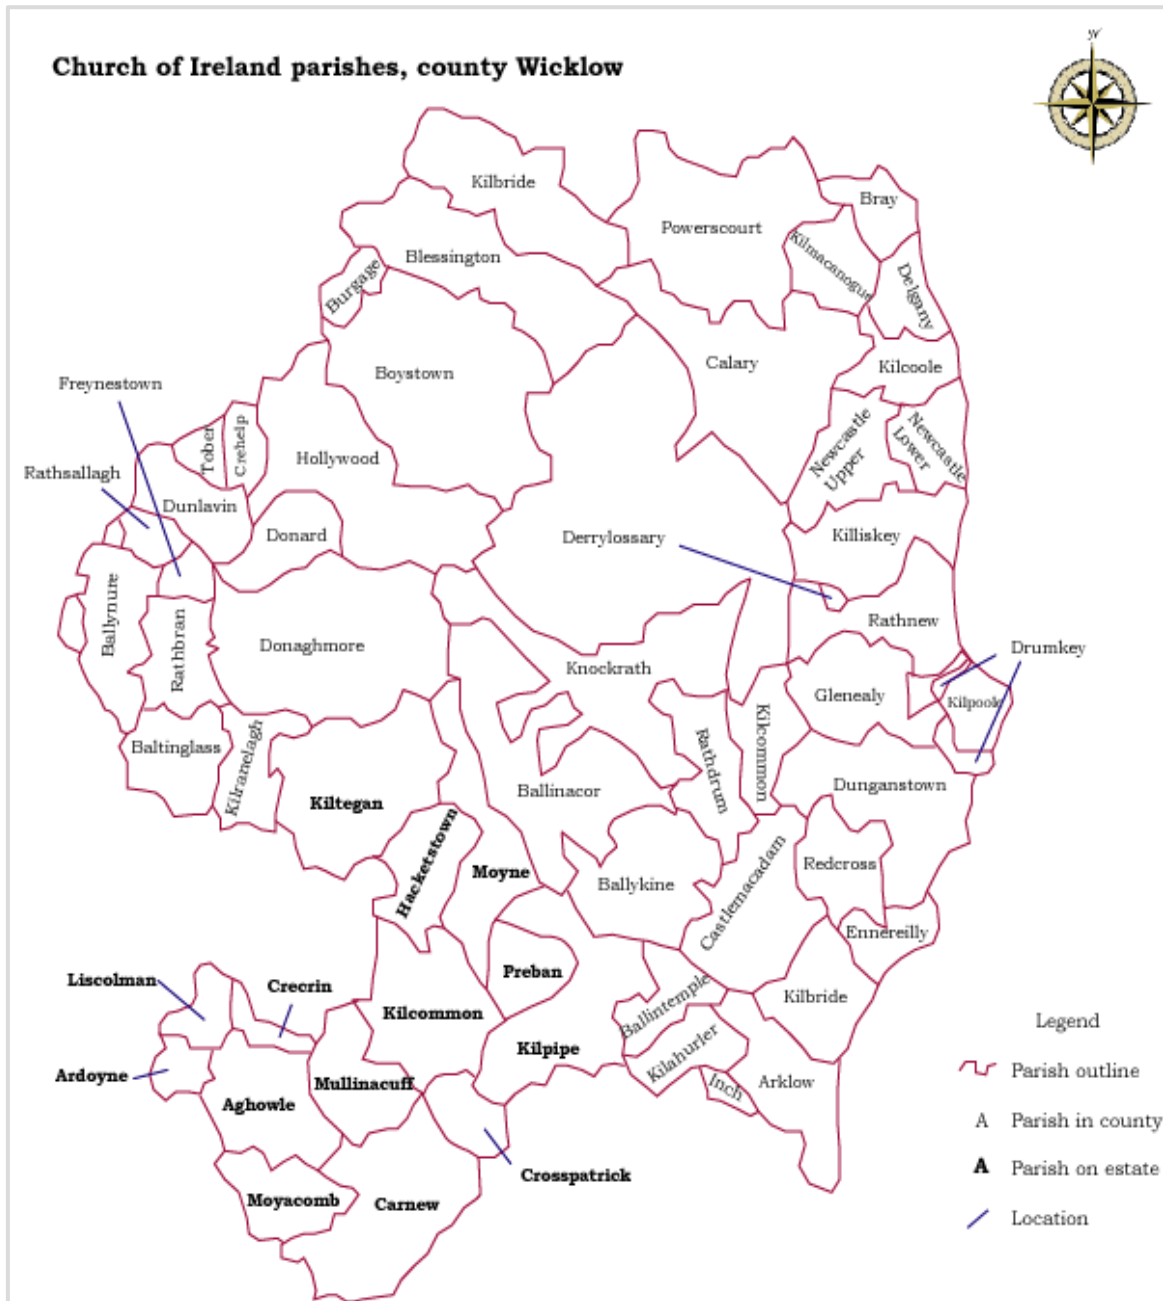 N
Church of Ireland parishes, county Wicklow
Kilbride
Bray
Powerscourt
Kilmacanogue
Blessington
Burgage
Delgany
Calary
Kilcoole
Boystown
Freynestown
Tober
Crehelp
Hollywood
Newcastle
Upper
Newcastle
Lower
Rathsallagh
Dunlavin
Donard
Derrylossary
Killiskey
Ballynure
Rathbran
Donaghmore
Knockrath
Rathnew
Drumkey
Glenealy
Kilpoole
Baltinglass
Kilranelagh
Kiltegan
Ballinacor
Rathdrum
Kilcommon
Dunganstown
Hacketstown
Moyne
Ballykine
Castlemacadam
Redcross
Ennereilly
Liscolman
Crecrin
Preban
Kilcommon
Kilpipe
Ballintemple
Kilbride
Kilahurler
Inch
Arklow
Ardoyne
Aghowle
Mullinacuff
Crosspatrick
Moyacomb
Carnew
Legend
Parish outline
A Parish in county
A Parish on estate
Location